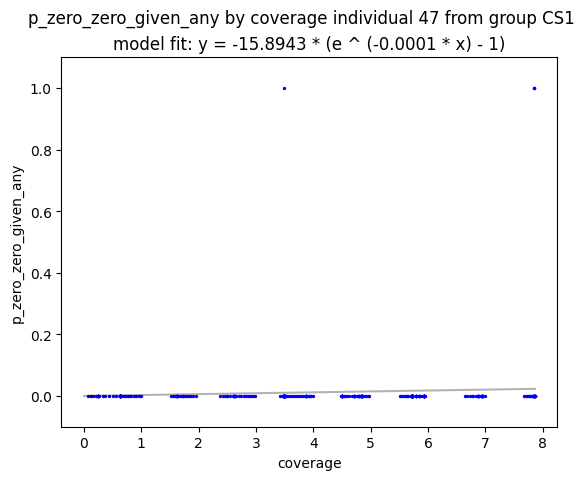 p_zero_zero_given_any by coverage individual 47 from group CS1
model fit: y = -15.8943 * (e ^ (-0.0001 * x) - 1)
1.0
0.8
0.6
0.4
0.2
0.0
p_zero_zero_given_any
0 1 2 3 4 5 6 7 8
coverage